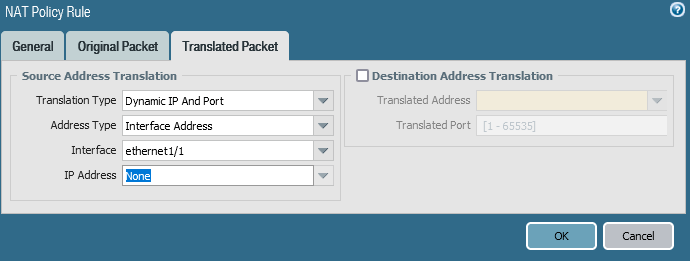 NAT Policy Rule
General Original Packet Translated Packet
Source Address Translation
Translation Type Dynamic IP And Port
Address Type Interface Address
Interface ethernet1/1
IP Address None
Destination Address Translation
Translated Address
Translated Port [1 - 65535]
OK Cancel